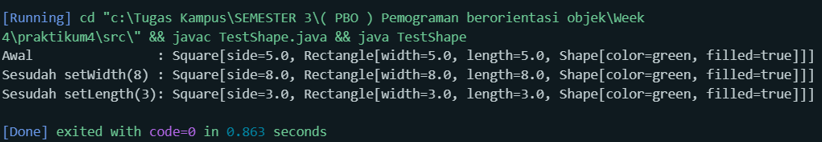 [Running] cd "c:\Tugas Kampus\SEMESTER 3\( PBO ) Pemograman berorientasi objek\Week
4\praktikum4\src\" && javac TestShape.java && java TestShape
Awal                : Square[side=5.0, Rectangle[width=5.0, length=5.0, Shape[color=green, filled=true]]]
Sesudah setWidth(8) : Square[side=8.0, Rectangle[width=8.0, length=8.0, Shape[color=green, filled=true]]]
Sesudah setLength(3): Square[side=3.0, Rectangle[width=3.0, length=3.0, Shape[color=green, filled=true]]]
[Done] exited with code=0 in 0.863 seconds